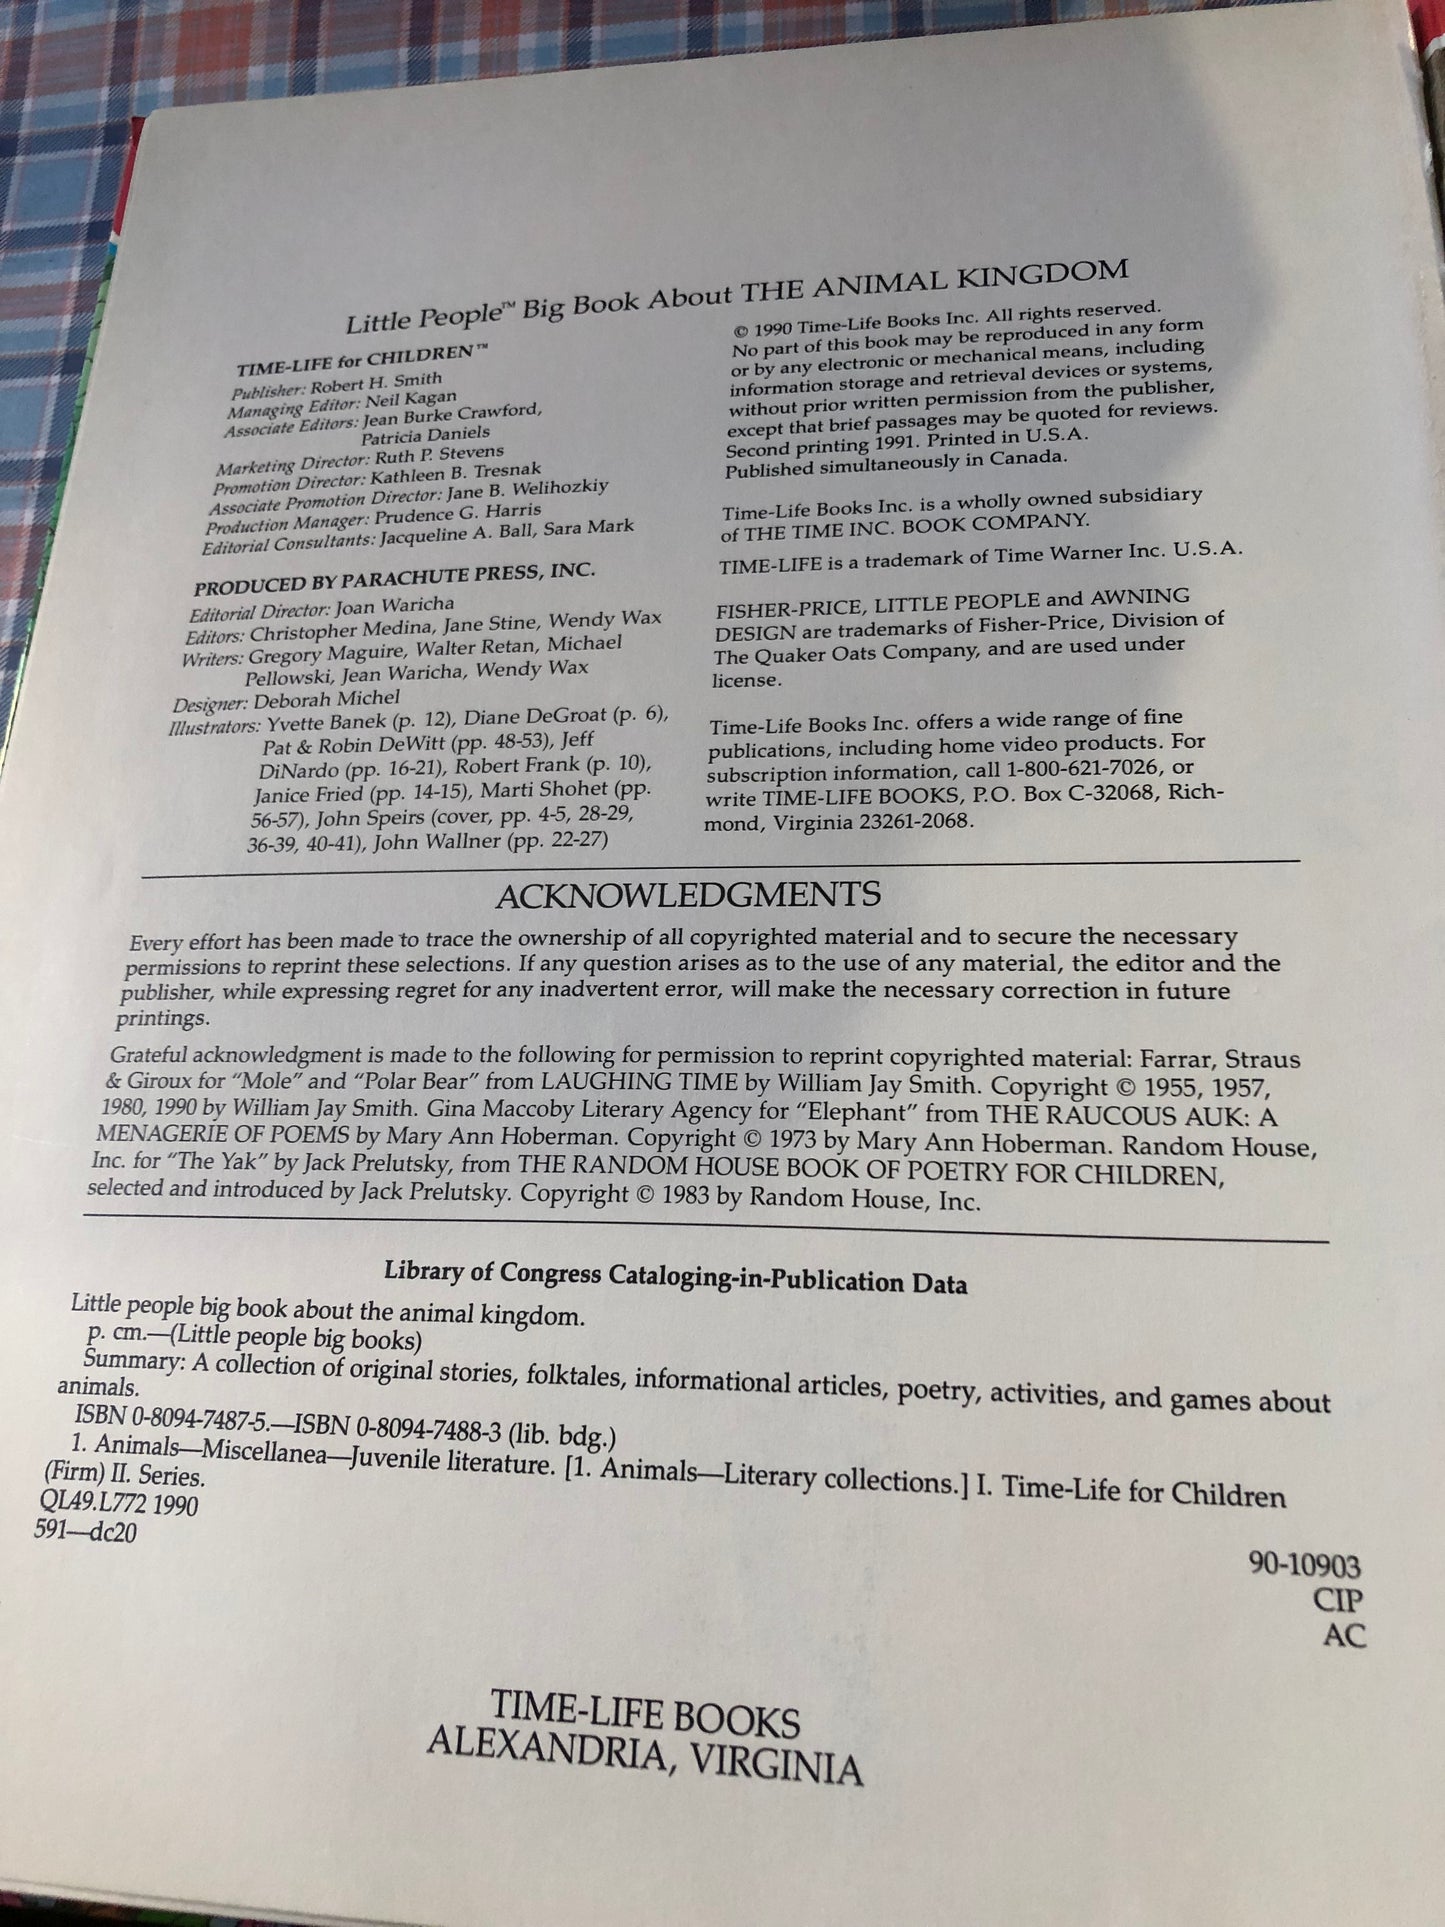 Little People™ Big Book About THE ANIMAL KINGDOM
TIME-LIFE for CHILDREN™
Publisher: Robert H. Smith
Managing Editor: Neil Kagan
Associate Editors: Jean Burke Crawford,
Patricia Daniels
Marketing Director: Ruth P. Stevens
Promotion Director: Kathleen B. Tresnak
Associate Promotion Director: Jane B. Welihozkiy
Production Manager: Prudence G. Harris
Editorial Consultants: Jacqueline A. Ball, Sara Mark
PRODUCED BY PARACHUTE PRESS, INC.
Editorial Director: Joan Waricha
Editors: Christopher Medina, Jane Stine, Wendy Wax
Writers: Gregory Maguire, Walter Retan, Michael
Pellowski, Jean Waricha, Wendy Wax
Designer: Deborah Michel
Illustrators: Yvette Banek (p. 12), Diane DeGroat (p. 6),
Pat & Robin DeWitt (pp. 48-53), Jeff
DiNardo (pp. 16-21), Robert Frank (p. 10),
Janice Fried (pp. 14-15), Marti Shohet (pp.
56-57), John Speirs (cover, pp. 4-5, 28-29,
36-39, 40-41), John Wallner (pp. 22-27)
© 1990 Time-Life Books Inc. All rights reserved.
No part of this book may be reproduced in any form
or by any electronic or mechanical means, including
information storage and retrieval devices or systems,
without prior written permission from the publisher,
except that brief passages may be quoted for reviews.
Second printing 1991. Printed in U.S.A.
Published simultaneously in Canada.
Time-Life Books Inc. is a wholly owned subsidiary
of THE TIME INC. BOOK COMPANY.
TIME-LIFE is a trademark of Time Warner Inc. U.S.A.
FISHER-PRICE, LITTLE PEOPLE and AWNING
DESIGN are trademarks of Fisher-Price, Division of
The Quaker Oats Company, and are used under
license.
Time-Life Books Inc. offers a wide range of fine
publications, including home video products. For
subscription information, call 1-800-621-7026, or
write TIME-LIFE BOOKS, P.O. Box C-32068, Rich-
mond, Virginia 23261-2068.
ACKNOWLEDGMENTS
Every effort has been made to trace the ownership of all copyrighted material and to secure the necessary
permissions to reprint these selections. If any question arises as to the use of any material, the editor and the
publisher, while expressing regret for any inadvertent error, will make the necessary correction in future
printings.
Grateful acknowledgment is made to the following for permission to reprint copyrighted material: Farrar, Straus
& Giroux for "Mole" and "Polar Bear" from LAUGHING TIME by William Jay Smith. Copyright © 1955, 1957,
1980, 1990 by William Jay Smith. Gina Maccoby Literary Agency for "Elephant" from THE RAUCOUS AUK: A
MENAGERIE OF POEMS by Mary Ann Hoberman. Copyright © 1973 by Mary Ann Hoberman. Random House,
Inc. for "The Yak" by Jack Prelutsky, from THE RANDOM HOUSE BOOK OF POETRY FOR CHILDREN,
selected and introduced by Jack Prelutsky. Copyright © 1983 by Random House, Inc.
Library of Congress Cataloging-in-Publication Data
Little people big book about the animal kingdom.
p. cm.—(Little people big books)
Summary: A collection of original stories, folktales, informational articles, poetry, activities, and games about
animals.
ISBN 0-8094-7487-5.—ISBN 0-8094-7488-3 (lib. bdg.)
1. Animals—Miscellanea—Juvenile literature. [1. Animals—Literary collections.] I. Time-Life for Children
(Firm) II. Series.
QL49.L772 1990
591—dc20
90-10903
CIP
AC
TIME-LIFE BOOKS
ALEXANDRIA, VIRGINIA